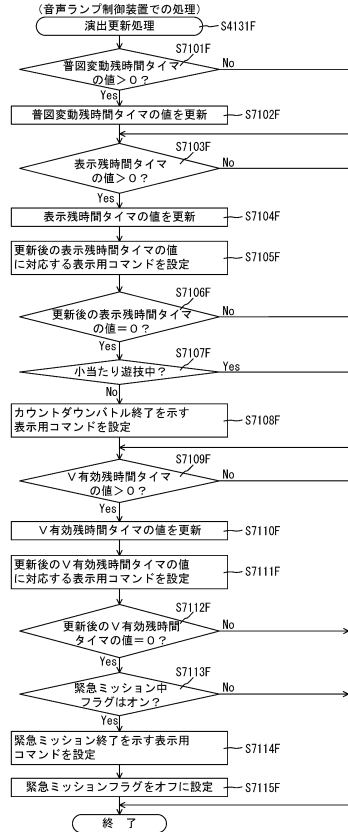 (音声ランプ制御装置での処理)
演出更新処理
S4131F
S7101F
普図変動残時間タイマ
の値>0?
No
Yes
普図変動残時間タイマの値を更新
S7102F
S7103F
表示残時間タイマ
の値>0?
No
Yes
表示残時間タイマの値を更新
S7104F
更新後の表示残時間タイマの値
に対応する表示用コマンドを設定
S7105F
S7106F
更新後の表示残時間タイマ
の値=0?
No
Yes
S7107F
小当たり遊技中?
Yes
No
カウントダウンバトル終了を示す
表示用コマンドを設定
S7108F
S7109F
V有効残時間タイマ
の値>0?
No
Yes
V有効残時間タイマの値を更新
S7110F
更新後のV有効残時間タイマの値
に対応する表示用コマンドを設定
S7111F
S7112F
更新後のV有効残時間
タイマの値=0?
No
Yes
S7113F
緊急ミッション中
フラグはオン?
No
Yes
緊急ミッション終了を示す表示用
コマンドを設定
S7114F
緊急ミッションフラグをオフに設定
S7115F
終 了